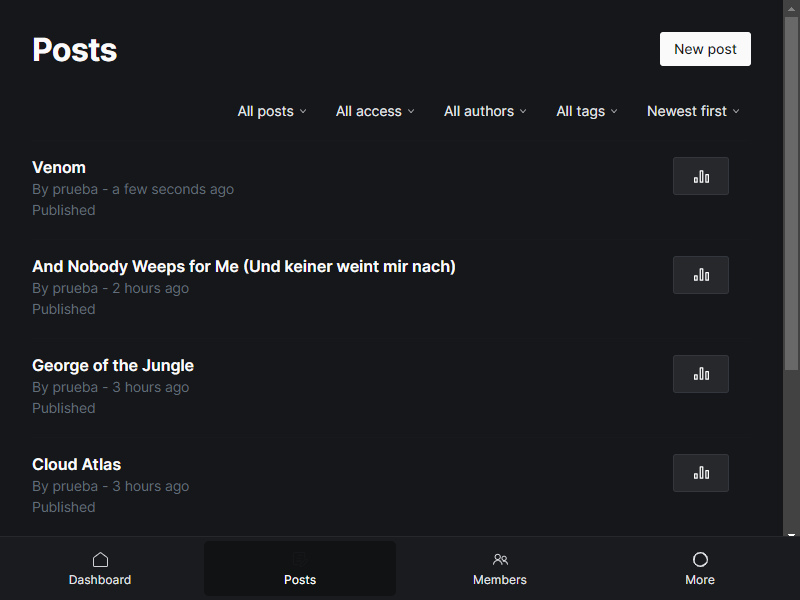 Posts
New post
All posts
All access
All authors
All tags
Newest first
Venom
By prueba - a few seconds ago
Published
And Nobody Weeps for Me (Und keiner weint mir nach)
By prueba - 2 hours ago
Published
George of the Jungle
By prueba - 3 hours ago
Published
Cloud Atlas
By prueba - 3 hours ago
Published
Dashboard
Posts
Members
More